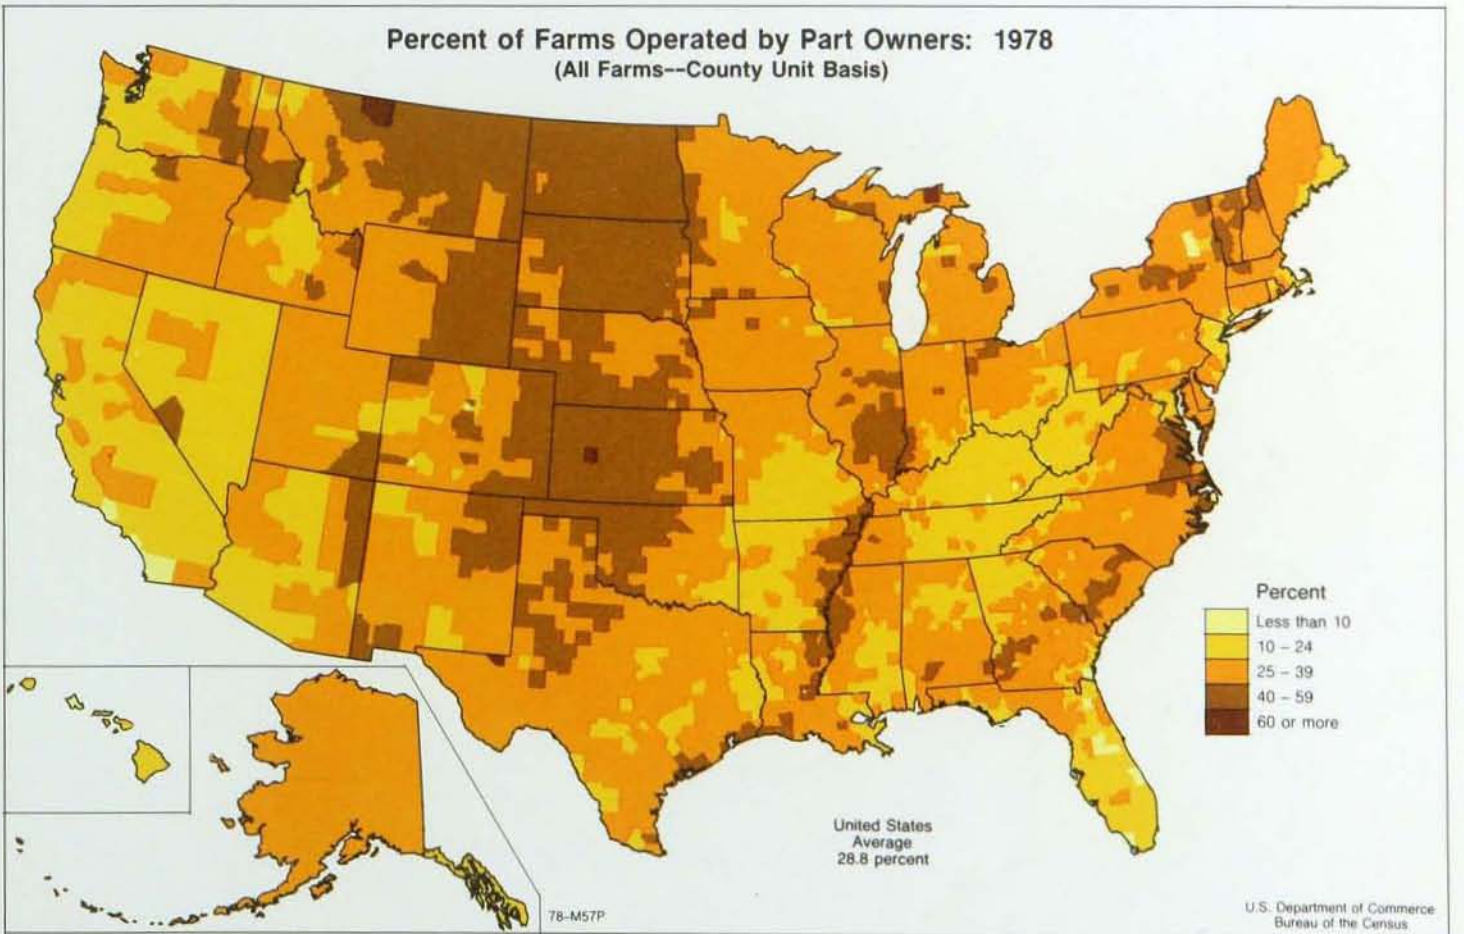 Percent of Farms Operated by Part Owners: 1978
(All Farms--County Unit Basis)
Percent
Less than 10
10 – 24
25 – 39
40 – 59
60 or more
United States
Average
28.8 percent
78-M57P
U.S. Department of Commerce
Bureau of the Census